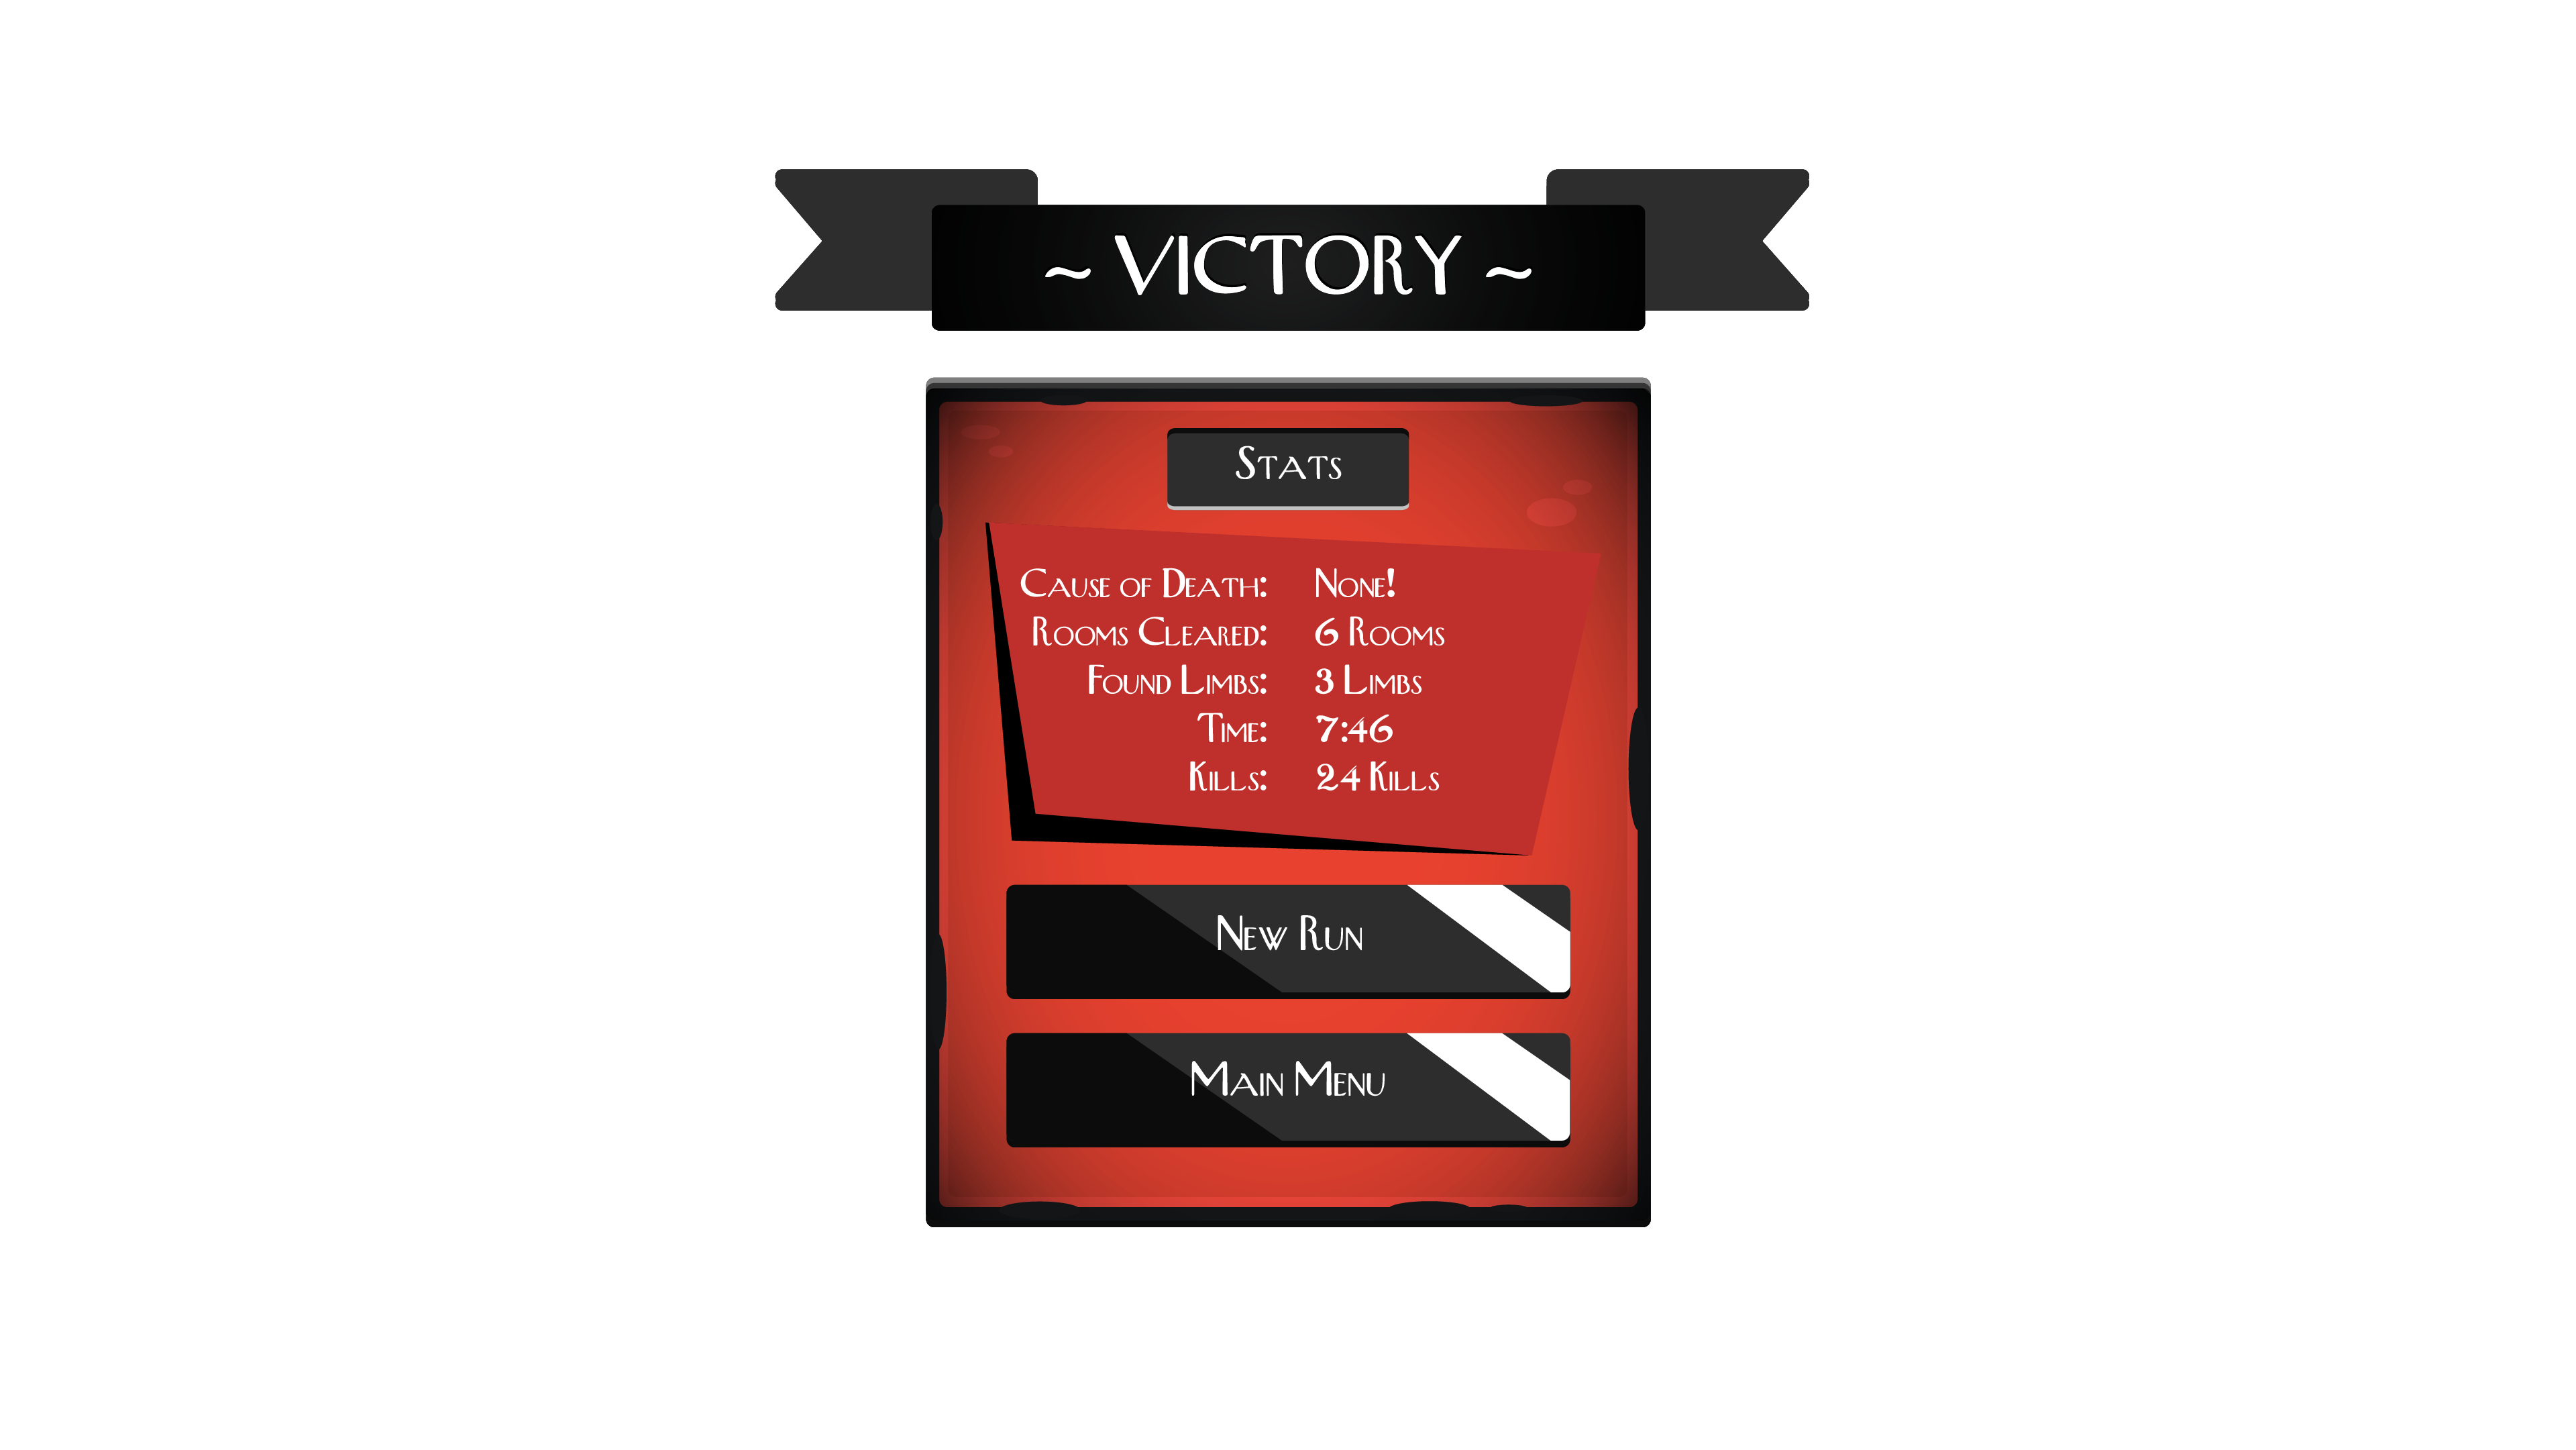 ~ VICTORY ~
Stats
Cause of Death: None!
Rooms Cleared: 6 Rooms
Found Limbs: 3 Limbs
Time: 7:46
Kills: 24 Kills
New Run
Main Menu